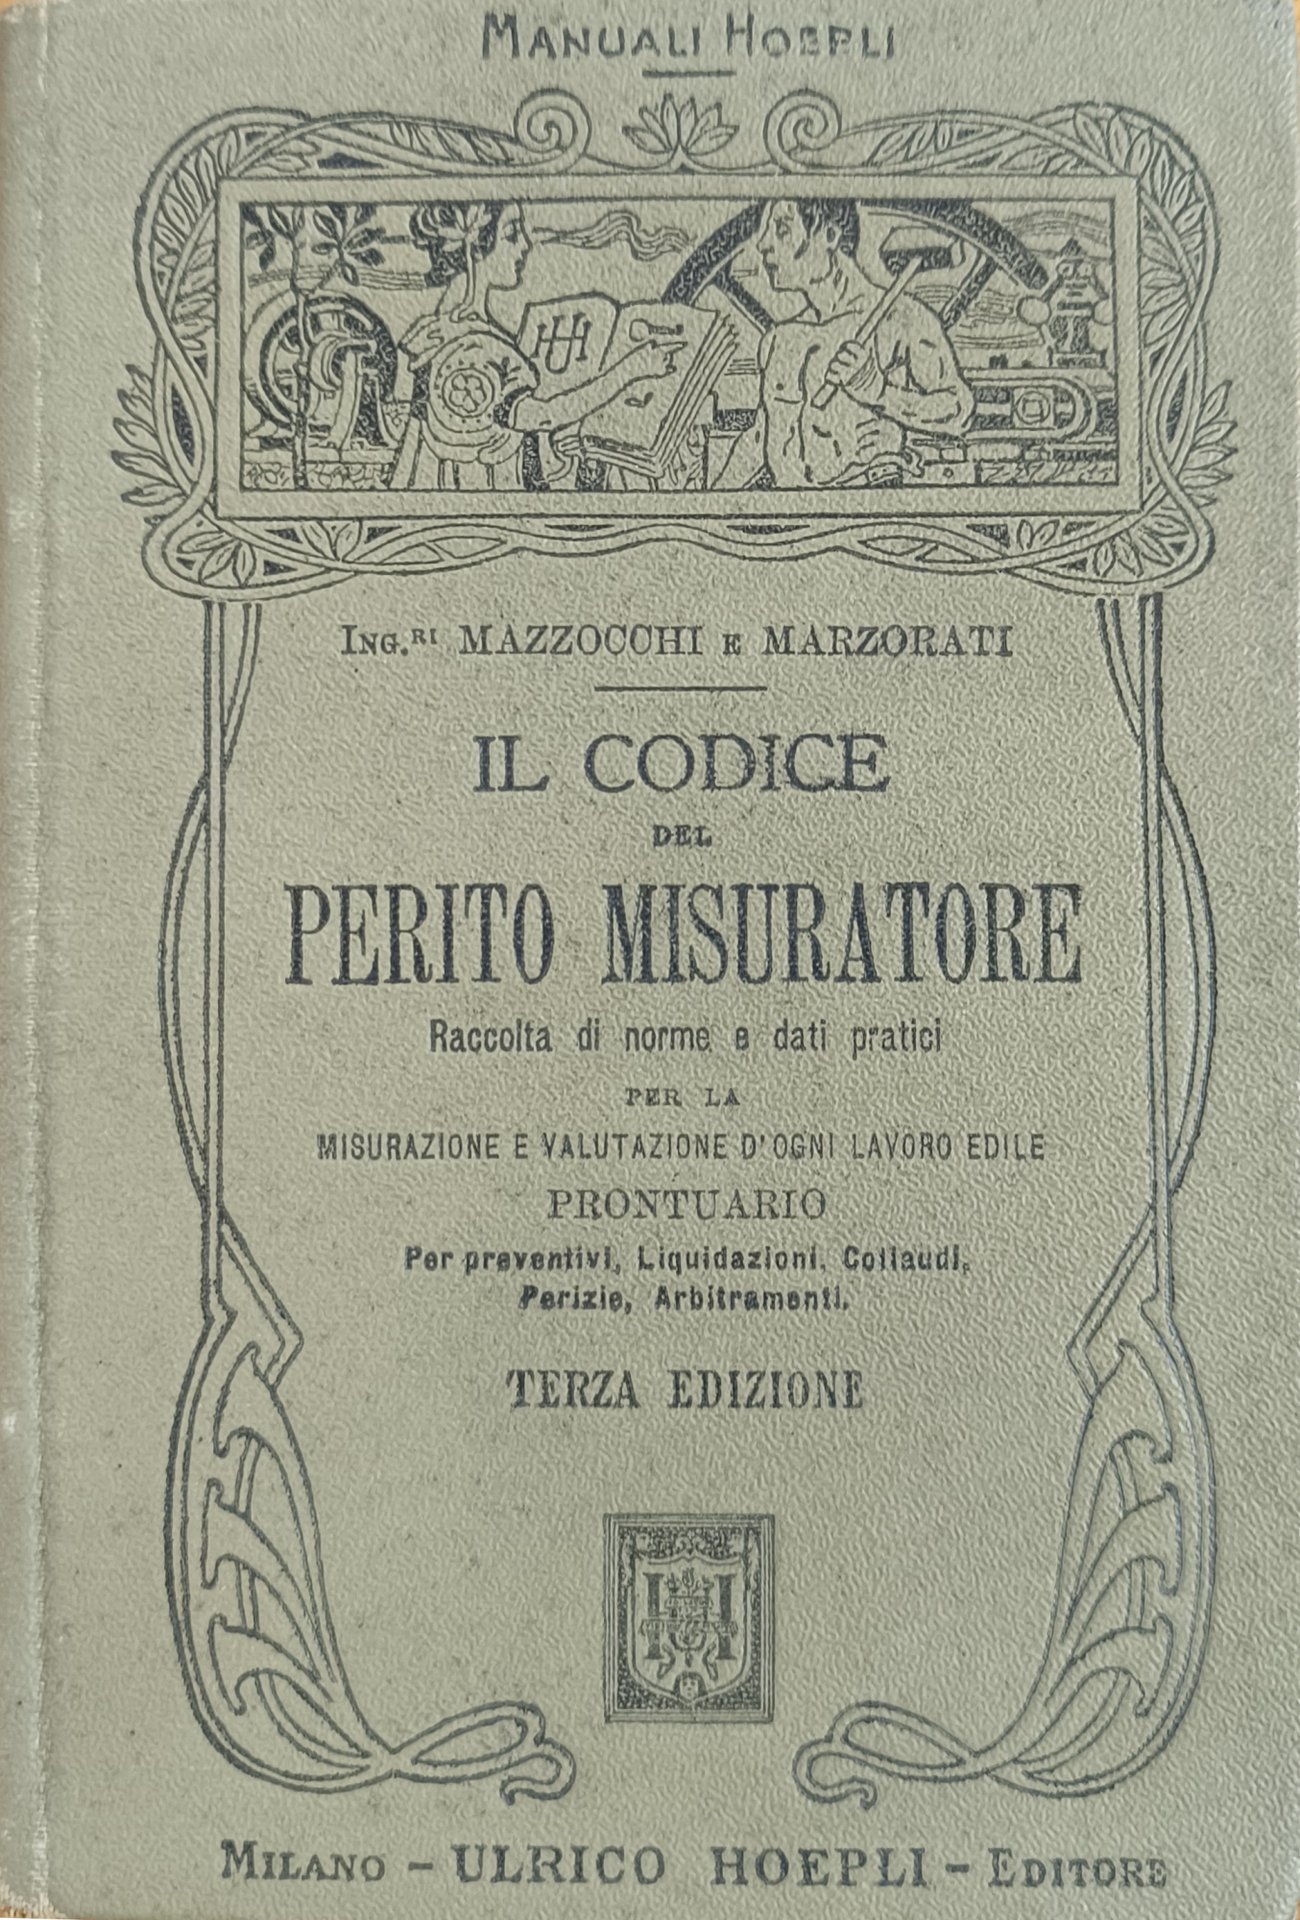 MANUALI HOEPLI
ING.RI MAZZOCCHI E MARZORATI
IL CODICE
DEL
PERITO MISURATORE
Raccolta di norme e dati pratici
PER LA
MISURAZIONE E VALUTAZIONE D'OGNI LAVORO EDILE
PRONTUARIO
Per preventivi, Liquidazioni, Collaudi,
Perizie, Arbitramenti.
TERZA EDIZIONE
MILANO - ULRICO HOEPLI - EDITORE